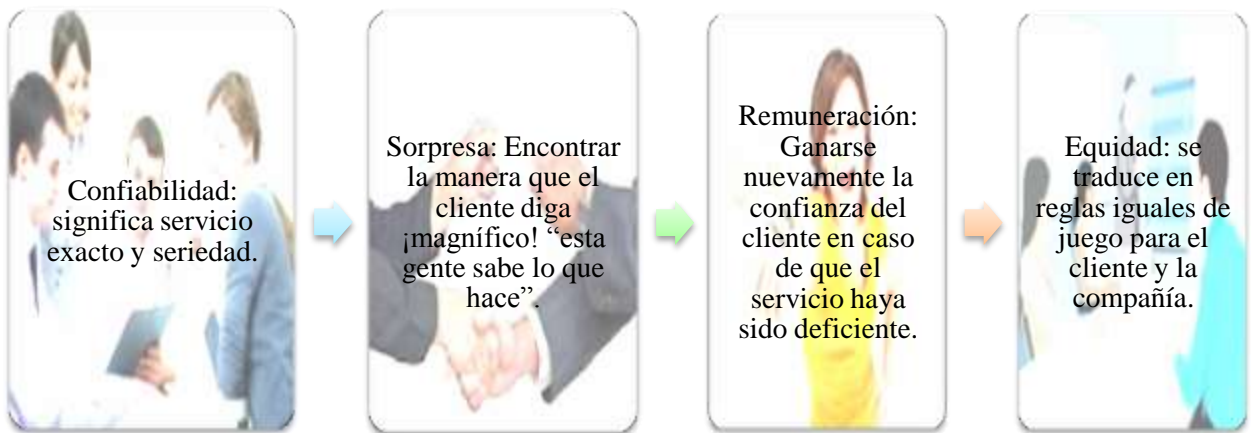 Confiabilidad:
significa servicio
exacto y seriedad.
Sorpresa: Encontrar
la manera que el
cliente diga
¡magnífico! “esta
gente sabe lo que
hace”.
Remuneración:
Ganarse
nuevamente la
confianza del
cliente en caso
de que el
servicio haya
sido deficiente.
Equidad: se
traduce en
reglas iguales de
juego para el
cliente y la
compañía.